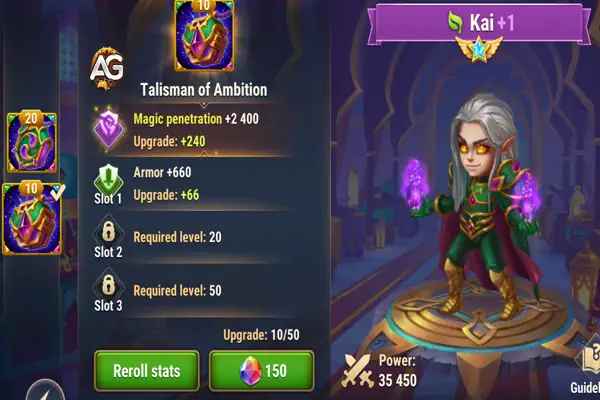 10
Kai +1
AG
Talisman of Ambition
Magic penetration +2 400
Upgrade: +240
20
Armor +660
Upgrade: +66
Slot 1
10
Required level: 20
Slot 2
Required level: 50
Slot 3
Upgrade: 10/50
Reroll stats
150
Power:
35 450